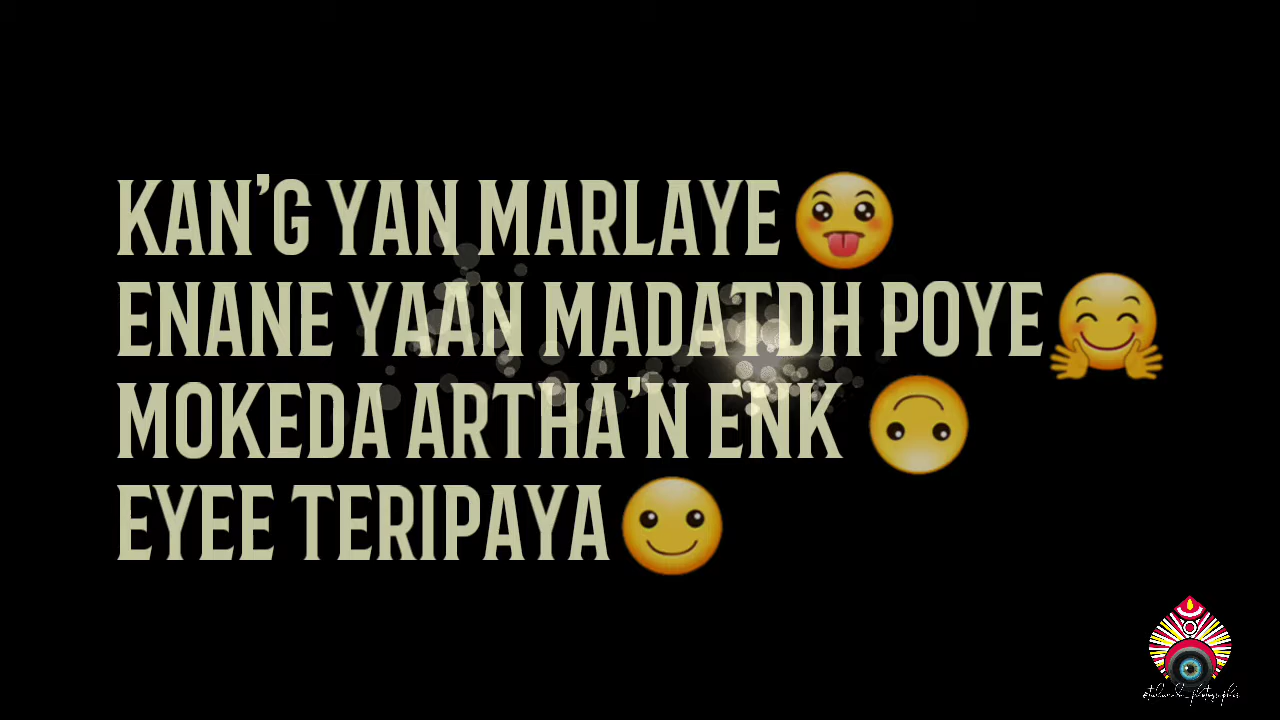 KAN'G YAN MARLAYE😛
ENANE YAAN MADATDH POYE🤗
MOKEDA ARTHA'N ENK 🙃
EYEE TERIPAYA🙂